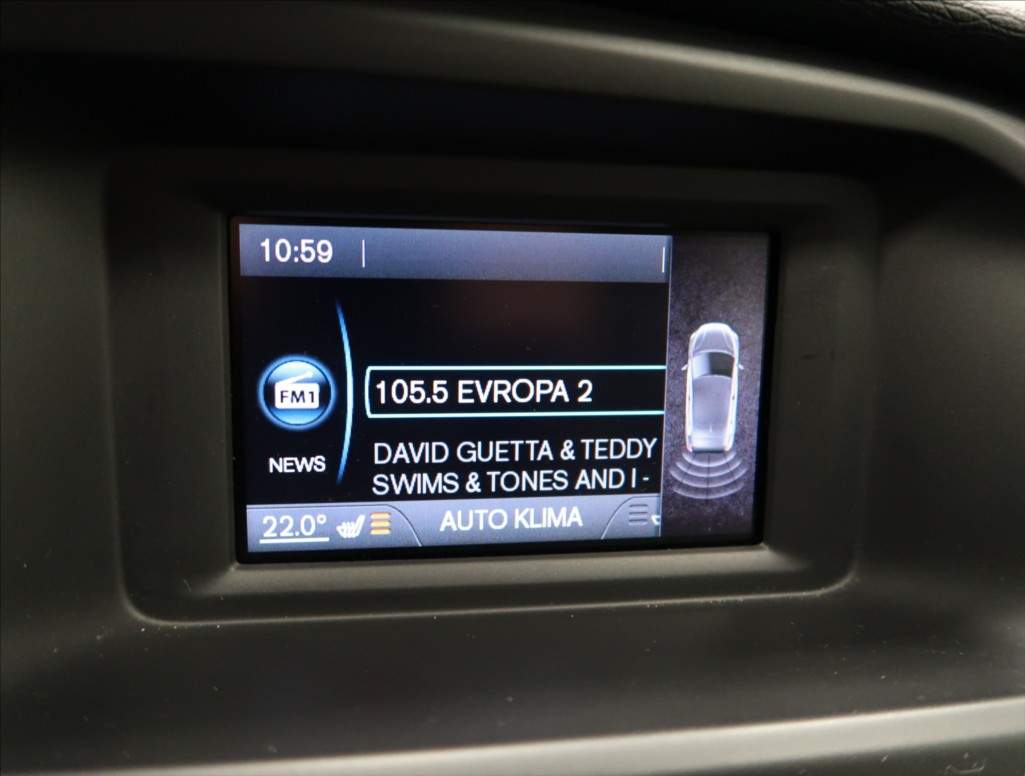 10:59
FM1
105.5 EVROPA 2
NEWS
DAVID GUETTA & TEDDY
SWIMS & TONES AND I -
22.0° AUTO KLIMA